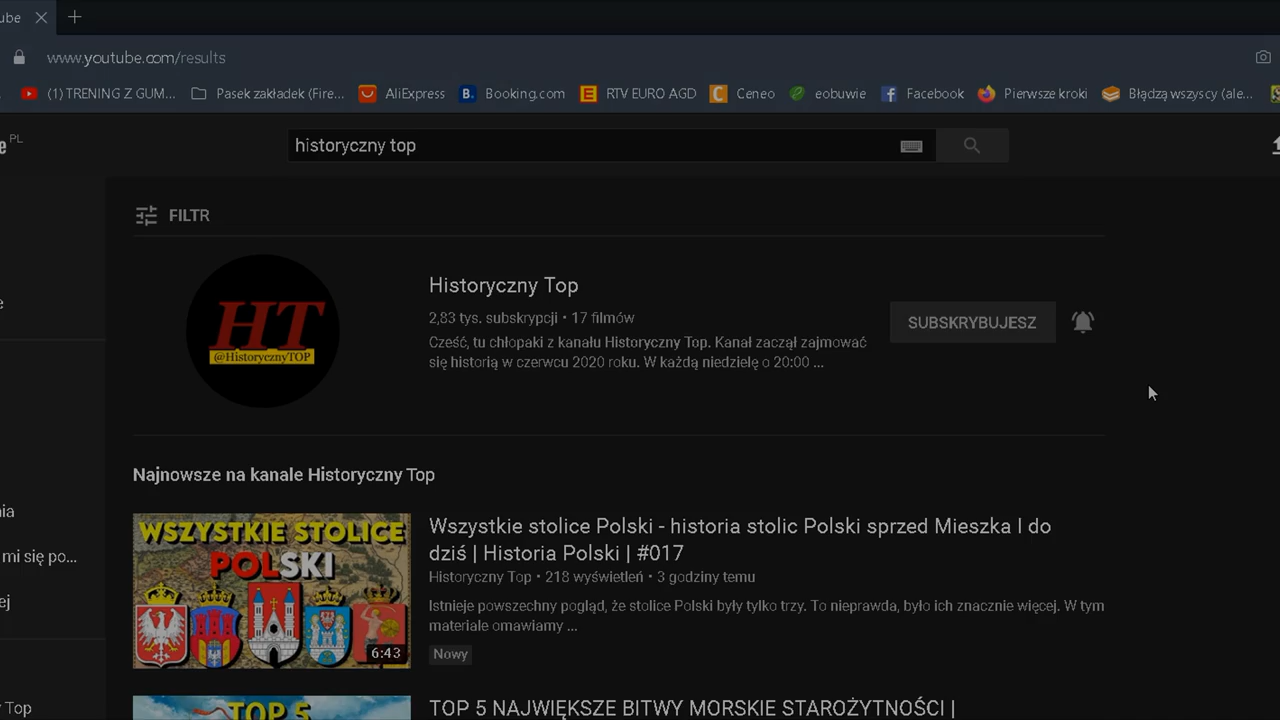 ube
www.youtube.com/results
(1) TRENING Z GUM... Pasek zakładek (Fire... AliExpress B. Booking.com E RTV EURO AGD C Ceneo eobuwie f Facebook Pierwsze kroki Błądzą wszyscy (ale...
e PL
historyczny top
FILTR
HT
@HistorycznyTOP
Historyczny Top
2,83 tys. subskrypcji • 17 filmów
Cześć, tu chłopaki z kanału Historyczny Top. Kanał zaczął zajmować
się historią w czerwcu 2020 roku. W każdą niedzielę o 20:00 ...
SUBSKRYBUJESZ
e
Najnowsze na kanale Historyczny Top
WSZYSTKIE STOLICE
POLSKI
6:43
Wszystkie stolice Polski - historia stolic Polski sprzed Mieszka I do
dziś | Historia Polski | #017
Historyczny Top • 218 wyświetleń • 3 godziny temu
Istnieje powszechny pogląd, że stolice Polski były tylko trzy. To nieprawda, było ich znacznie więcej. W tym
materiale omawiamy ...
Nowy
ia
mi się po...
ej
y Top
TOP 5
TOP 5 NAJWIĘKSZE BITWY MORSKIE STAROŻYTNOŚCI |